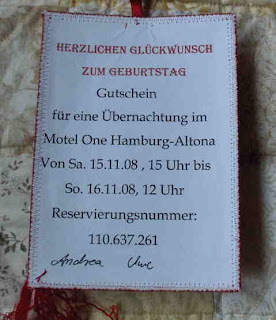 HERZLICHEN GLÜCKWUNSCH
ZUM GEBURTSTAG
Gutschein
für eine Übernachtung im
Motel One Hamburg-Altona
Von Sa. 15.11.08 , 15 Uhr bis
So. 16.11.08, 12 Uhr
Reservierungsnummer:
110.637.261
Andrea Uwe